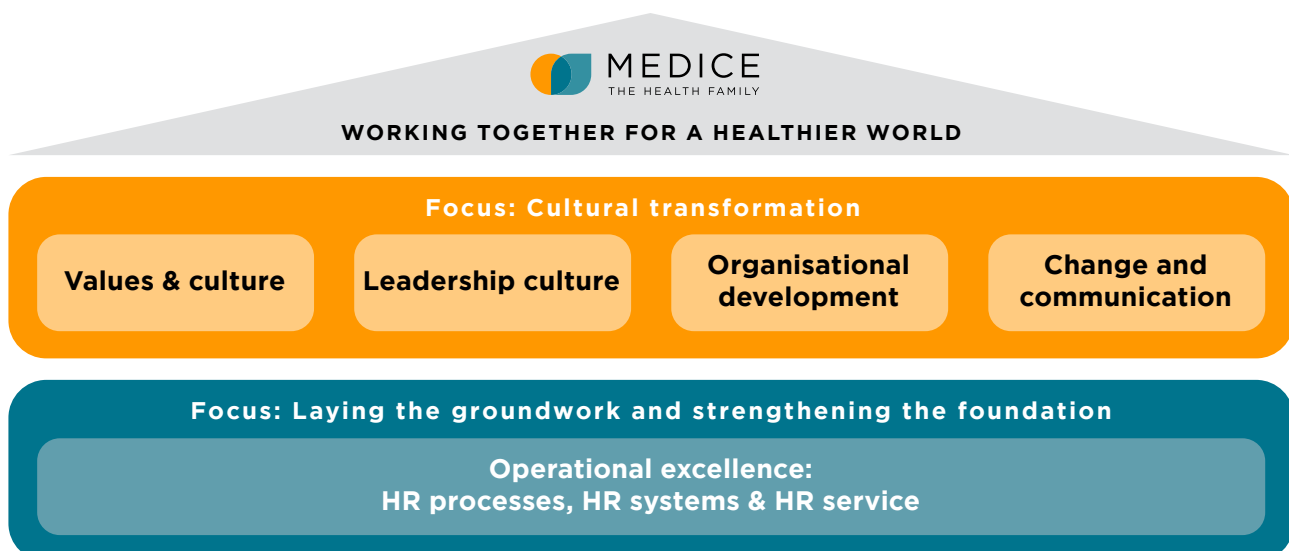 MEDICE
THE HEALTH FAMILY
WORKING TOGETHER FOR A HEALTHIER WORLD
Focus: Cultural transformation
Values & culture
Leadership culture
Organisational
development
Change and
communication
Focus: Laying the groundwork and strengthening the foundation
Operational excellence:
HR processes, HR systems & HR service